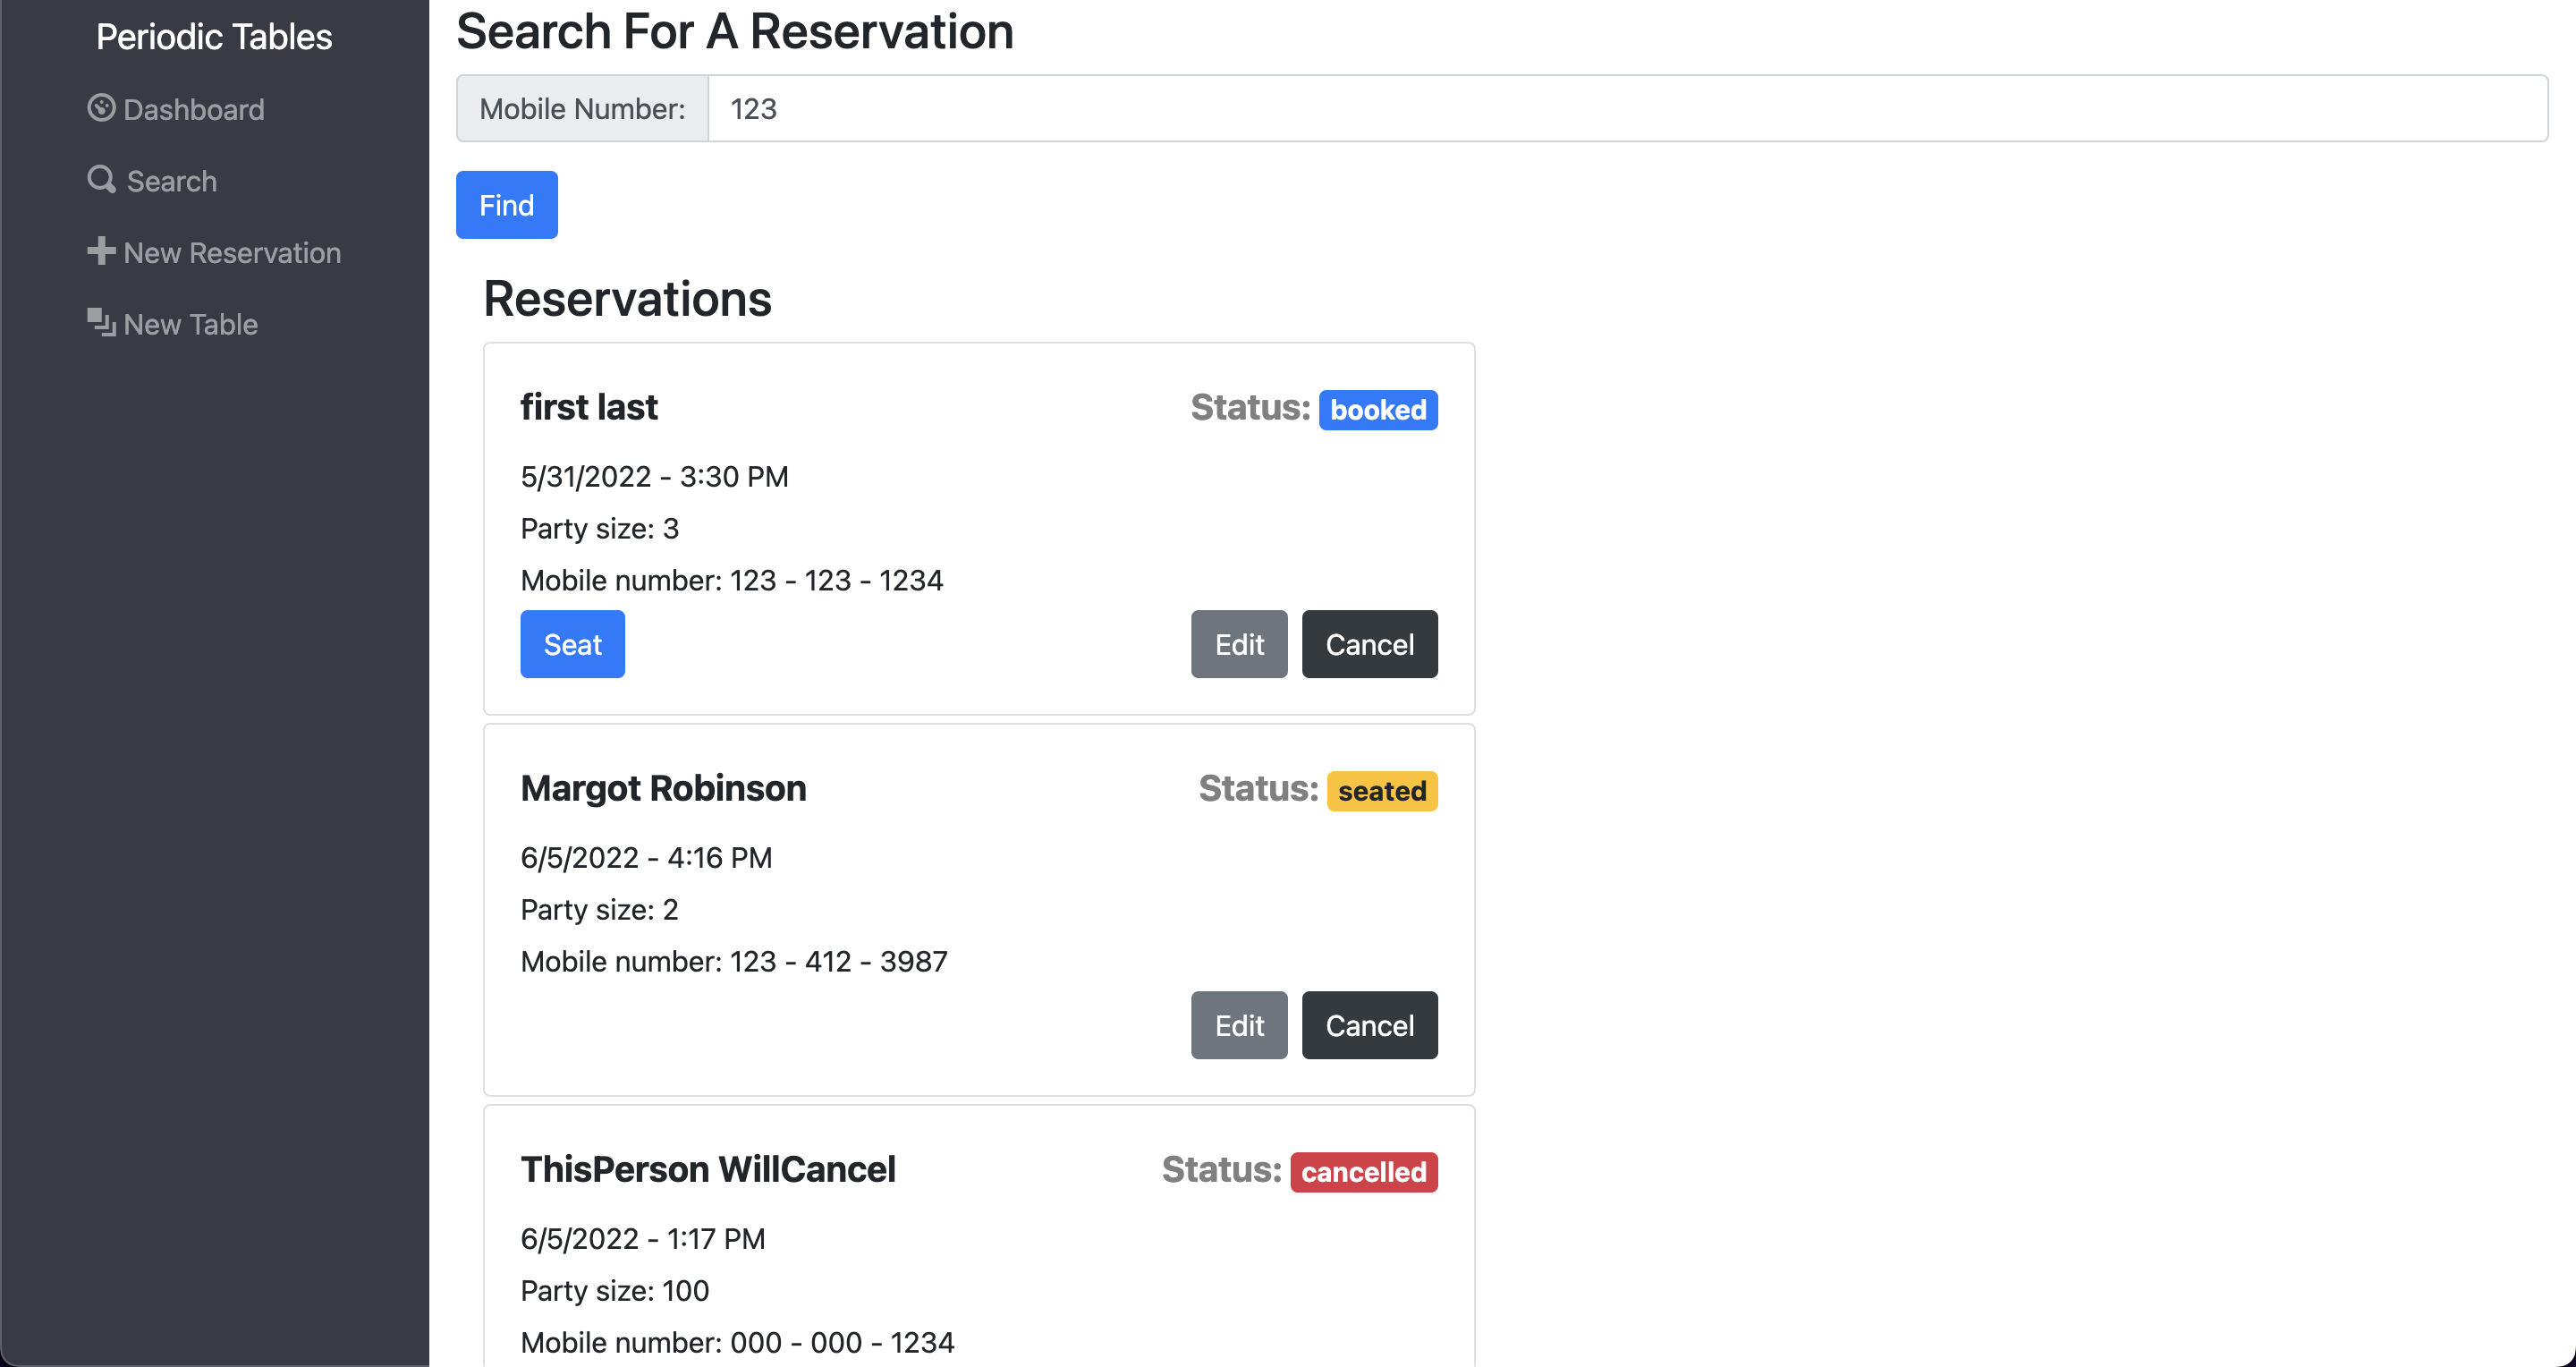 Periodic Tables
Dashboard
Search
New Reservation
New Table
Search For A Reservation
Mobile Number: 123
Find
Reservations
first last Status: booked
5/31/2022 - 3:30 PM
Party size: 3
Mobile number: 123 - 123 - 1234
Seat Edit Cancel
Margot Robinson Status: seated
6/5/2022 - 4:16 PM
Party size: 2
Mobile number: 123 - 412 - 3987
Edit Cancel
ThisPerson WillCancel Status: cancelled
6/5/2022 - 1:17 PM
Party size: 100
Mobile number: 000 - 000 - 1234